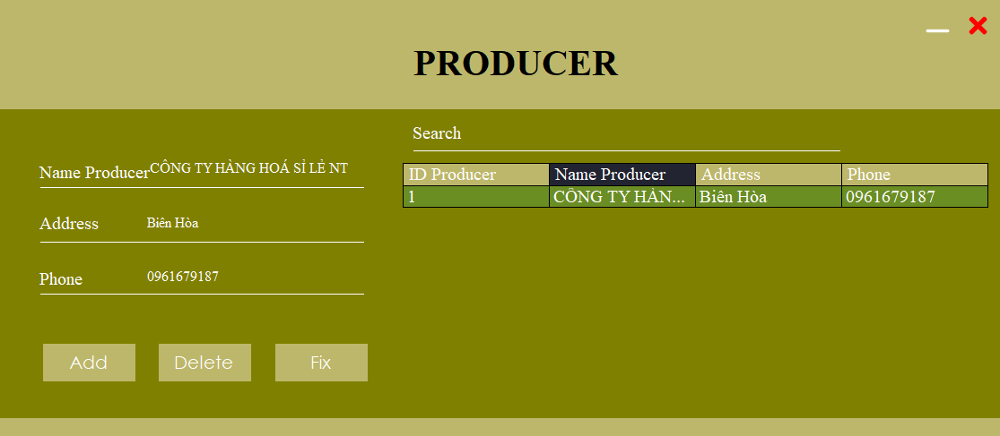 PRODUCER
Name Producer CÔNG TY HÀNG HOÁ SỈ LẺ NT
Address Biên Hòa
Phone 0961679187
Add Delete Fix
Search
ID Producer Name Producer Address Phone
1 CÔNG TY HÀN... Biên Hòa 0961679187